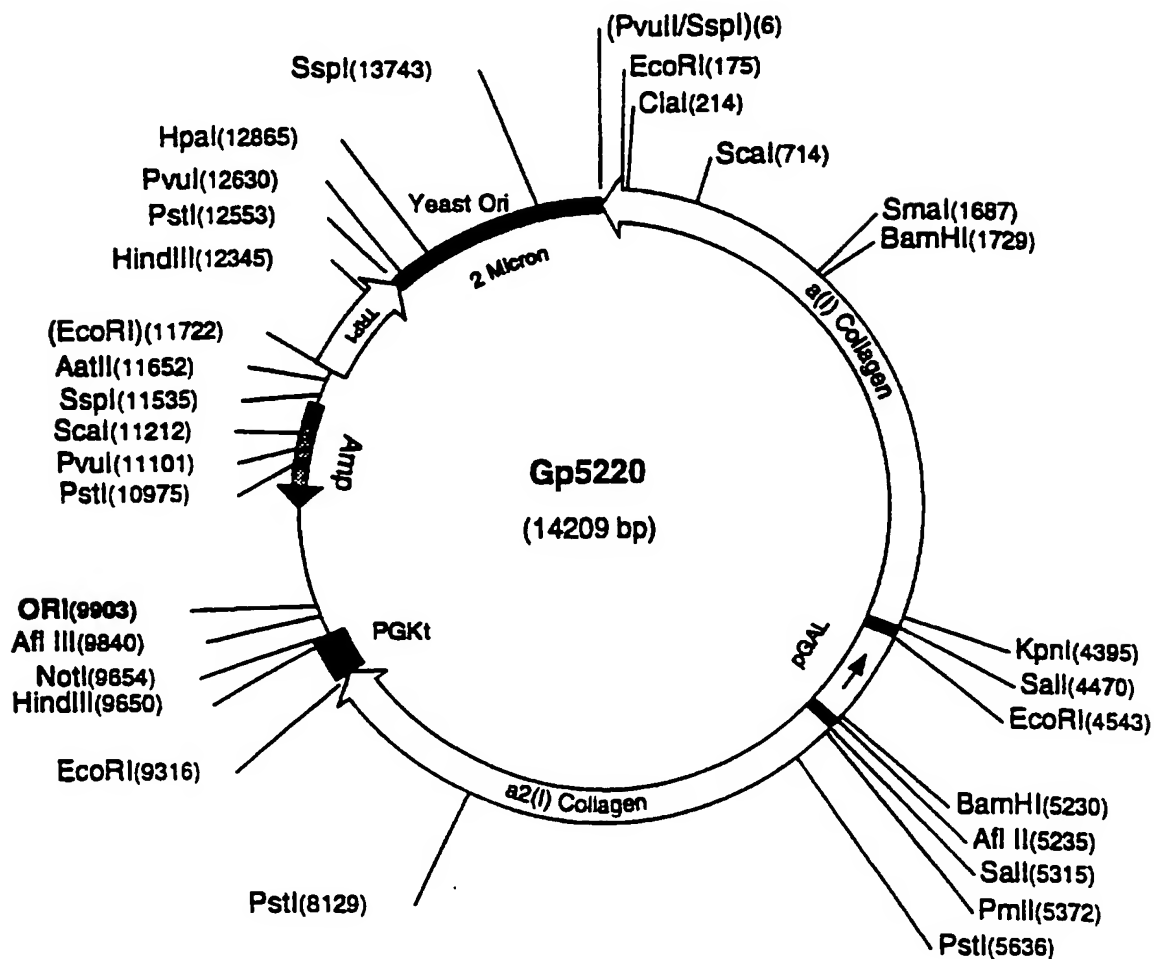 (PvuII/SspI)(6)
EcoRI(175)
ClaI(214)
ScaI(714)
SmaI(1687)
BamHI(1729)
a(I) Collagen
KpnI(4395)
SalI(4470)
EcoRI(4543)
pGAL
BamHI(5230)
Afl II(5235)
SalI(5315)
PmlI(5372)
PstI(5636)
a2(I) Collagen
PstI(8129)
EcoRI(9316)
HindIII(9650)
NotI(9654)
Afl III(9840)
ORI(9903)
PGKt
PstI(10975)
PvuI(11101)
ScaI(11212)
SspI(11535)
AatII(11652)
(EcoRI)(11722)
Amp
TRP1
HindIII(12345)
PstI(12553)
PvuI(12630)
HpaI(12865)
SspI(13743)
Yeast Ori
2 Micron
Gp5220
(14209 bp)